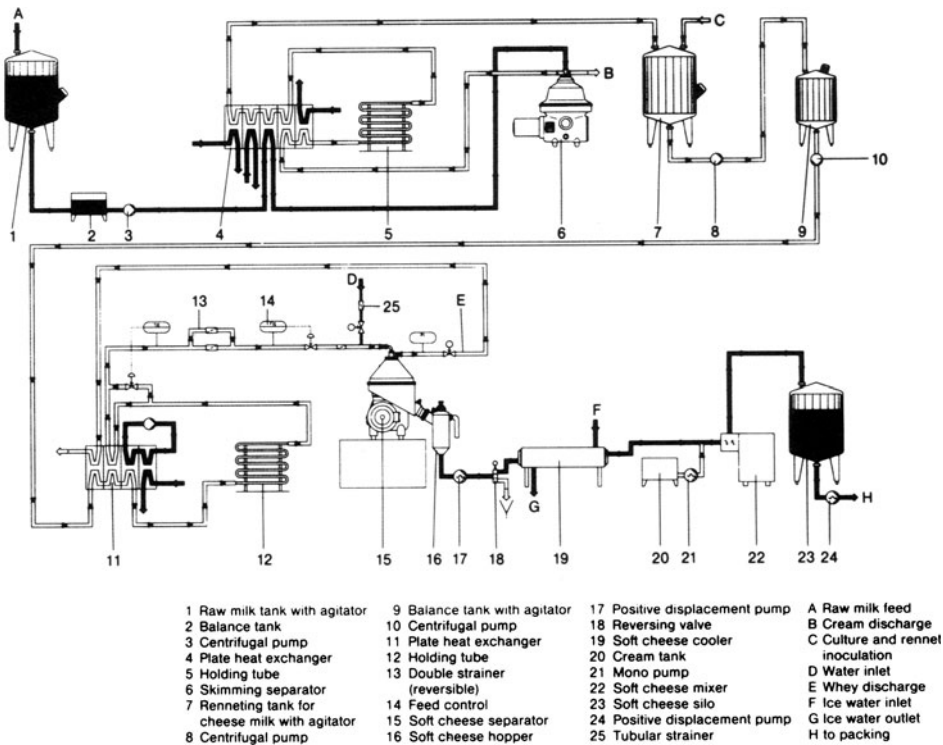 A
C
B
1
2
3
4
5
6
7
8
9
10
D
25
E
13
14
F
G
H
11
12
15
16
17
18
19
20
21
22
23
24
1 Raw milk tank with agitator
2 Balance tank
3 Centrifugal pump
4 Plate heat exchanger
5 Holding tube
6 Skimming separator
7 Renneting tank for
cheese milk with agitator
8 Centrifugal pump
9 Balance tank with agitator
10 Centrifugal pump
11 Plate heat exchanger
12 Holding tube
13 Double strainer
(reversible)
14 Feed control
15 Soft cheese separator
16 Soft cheese hopper
17 Positive displacement pump
18 Reversing valve
19 Soft cheese cooler
20 Cream tank
21 Mono pump
22 Soft cheese mixer
23 Soft cheese silo
24 Positive displacement pump
25 Tubular strainer
A Raw milk feed
B Cream discharge
C Culture and rennet
inoculation
D Water inlet
E Whey discharge
F Ice water inlet
G Ice water outlet
H to packing